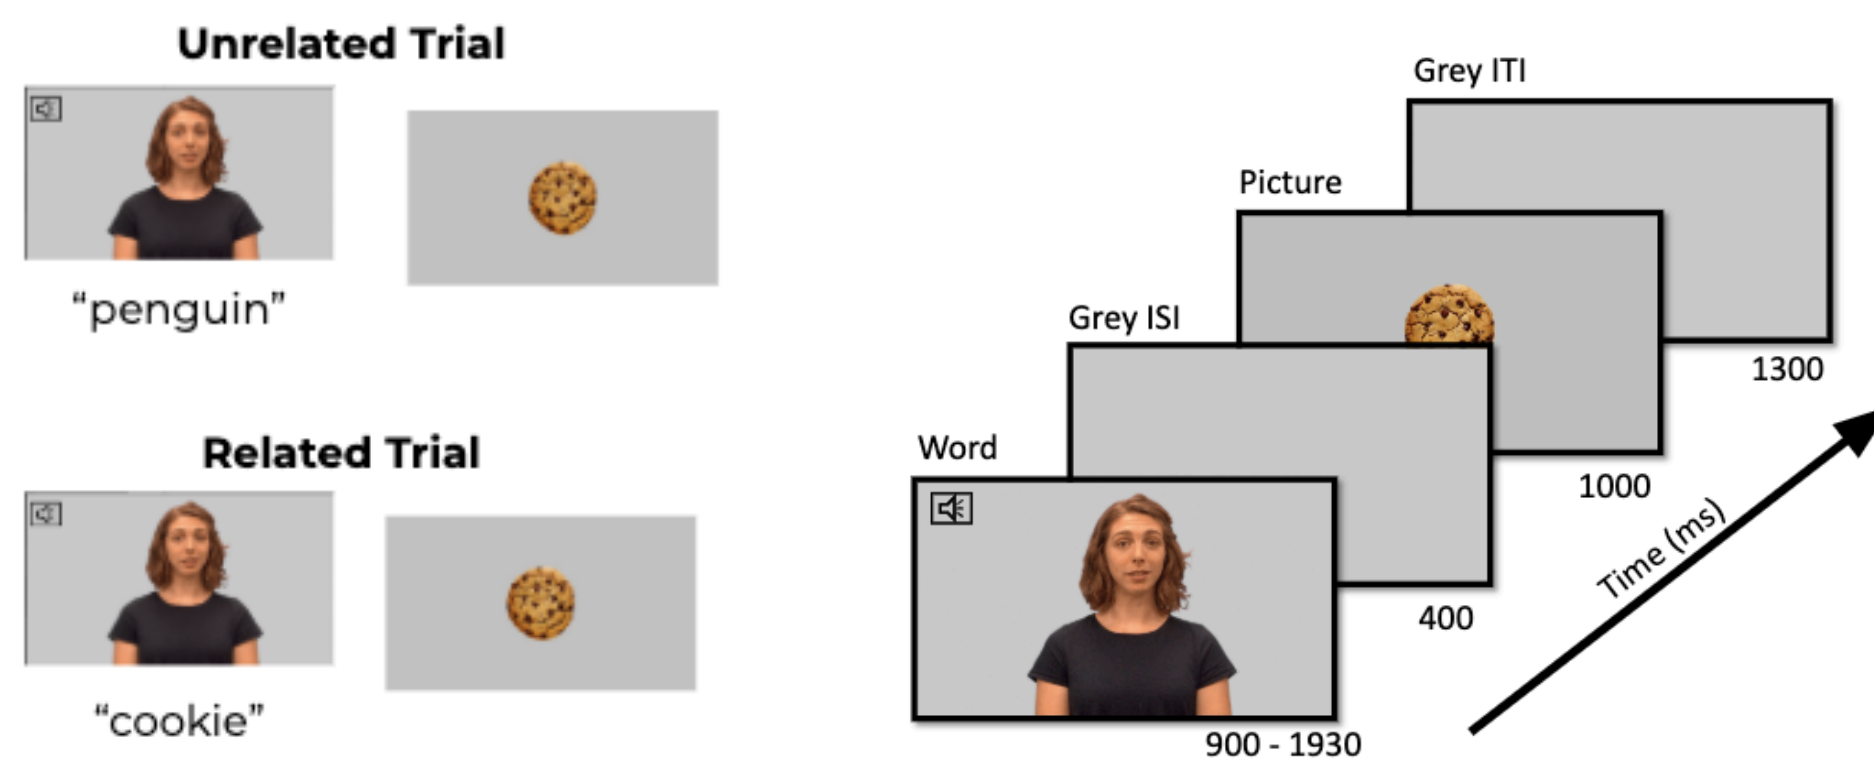 Unrelated Trial
“penguin”
Related Trial
“cookie”
Grey ITI
1300
Picture
1000
Grey ISI
400
Word
900 - 1930
Time (ms)